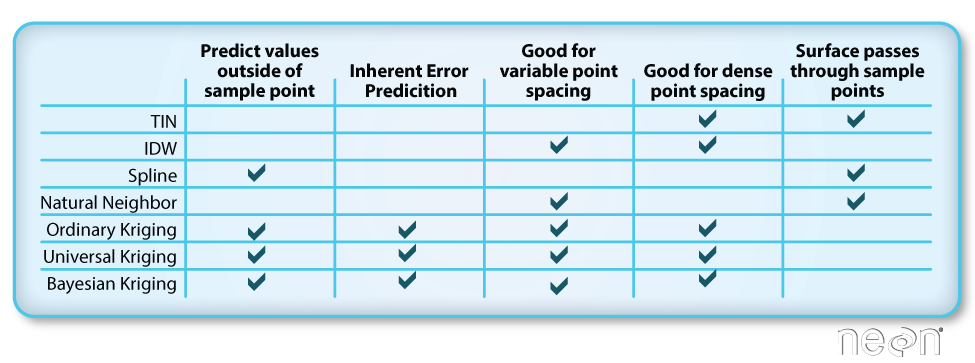 Predict values outside of sample point
Inherent Error Predicition
Good for variable point spacing
Good for dense point spacing
Surface passes through sample points
TIN ✓ ✓
IDW ✓ ✓
Spline ✓ ✓
Natural Neighbor ✓ ✓
Ordinary Kriging ✓ ✓ ✓ ✓
Universal Kriging ✓ ✓ ✓ ✓
Bayesian Kriging ✓ ✓ ✓ ✓
neon